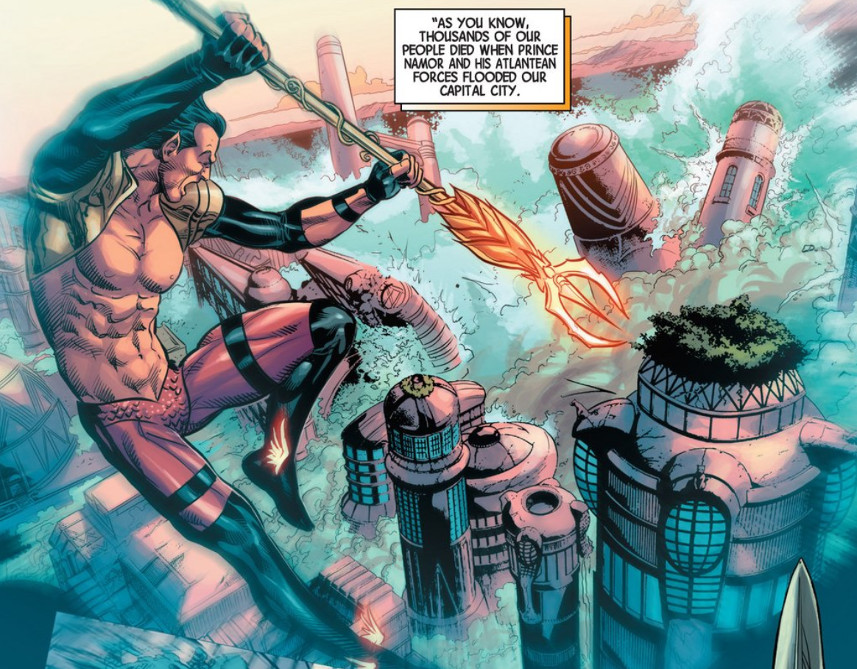 "AS YOU KNOW,
THOUSANDS OF OUR
PEOPLE DIED WHEN PRINCE
NAMOR AND HIS ATLANTEAN
FORCES FLOODED OUR
CAPITAL CITY.